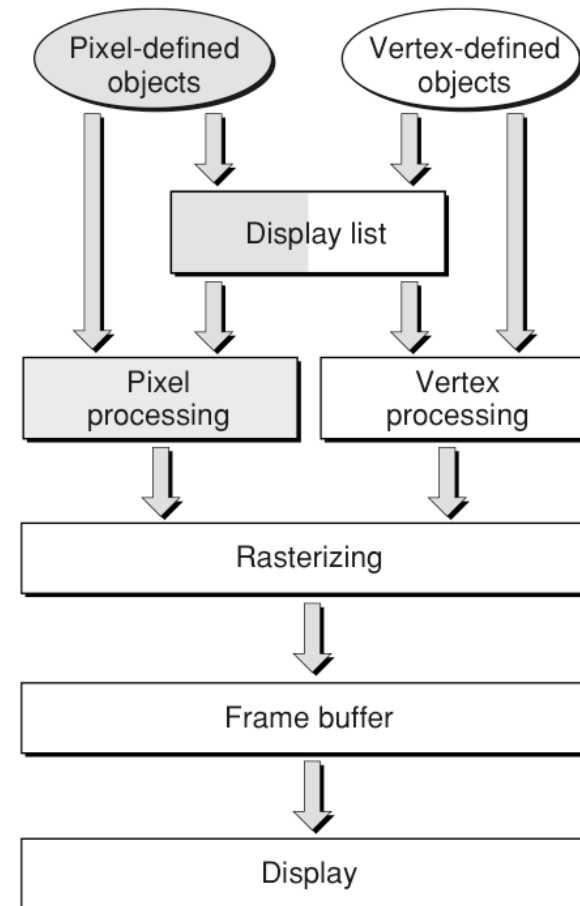 Pixel-defined
objects
Vertex-defined
objects
Display list
Pixel
processing
Vertex
processing
Rasterizing
Frame buffer
Display